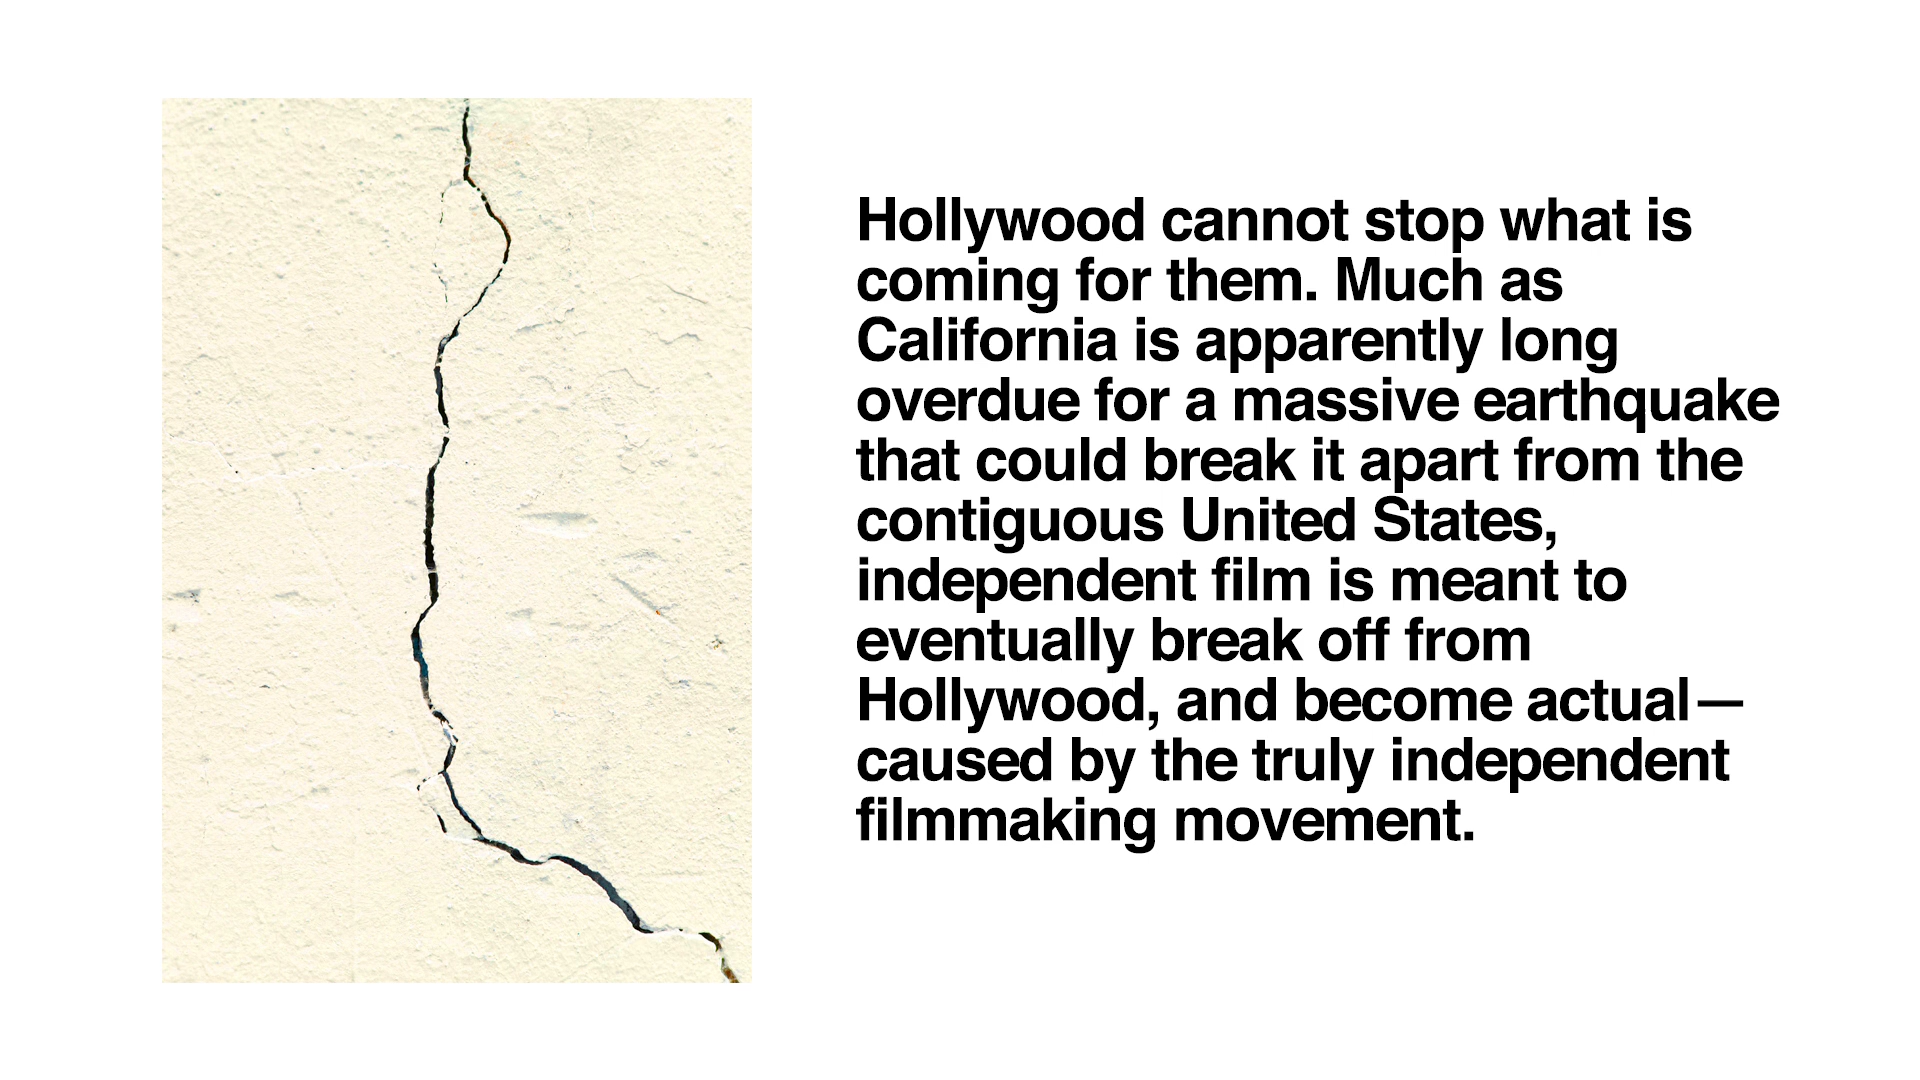 Hollywood cannot stop what is
coming for them. Much as
California is apparently long
overdue for a massive earthquake
that could break it apart from the
contiguous United States,
independent film is meant to
eventually break off from
Hollywood, and become actual—
caused by the truly independent
filmmaking movement.